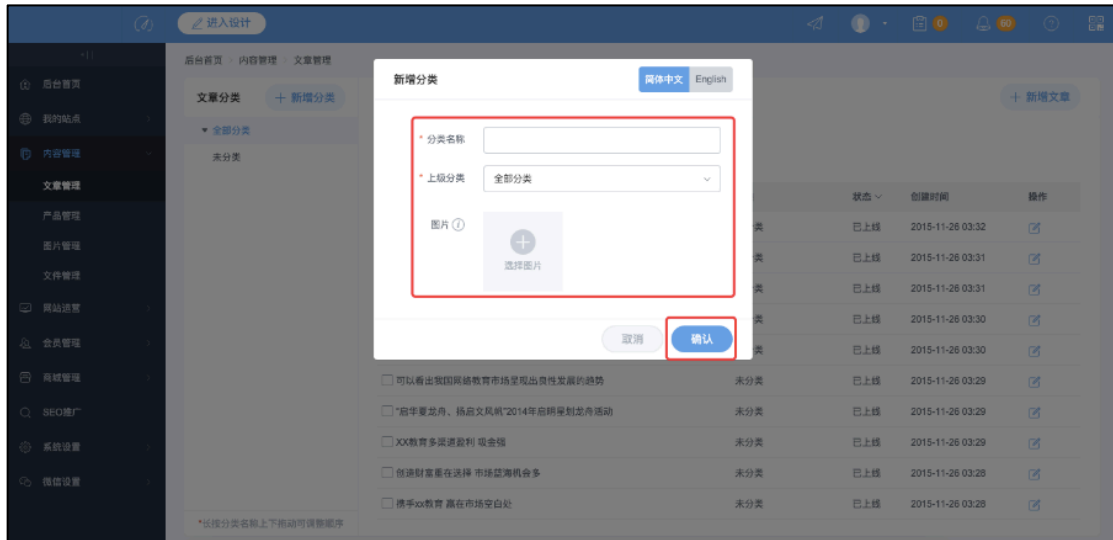 进入设计
0
60
后台首页 > 内容管理 > 文章管理
后台首页
我的站点
内容管理
文章管理
产品管理
图片管理
文件管理
网站运营
会员管理
商城管理
SEO推广
系统设置
微信设置
文章分类
+ 新增分类
全部分类
未分类
*长按分类名称上下拖动可调整顺序
新增分类
简体中文
English
* 分类名称
* 上级分类
全部分类
图片
选择图片
取消
确认
+ 新增文章
状态 创建时间 操作
类 已上线 2015-11-26 03:32
类 已上线 2015-11-26 03:31
类 已上线 2015-11-26 03:31
类 已上线 2015-11-26 03:30
类 已上线 2015-11-26 03:30
可以看出我国网络教育市场呈现出良性发展的趋势 未分类 已上线 2015-11-26 03:29
“启华夏龙舟、扬启文风帆”2014年启明星划龙舟活动 未分类 已上线 2015-11-26 03:29
XX教育多渠道盈利 吸金强 未分类 已上线 2015-11-26 03:29
创造财富重在选择 市场蓝海机会多 未分类 已上线 2015-11-26 03:28
携手xx教育 赢在市场空白处 未分类 已上线 2015-11-26 03:28